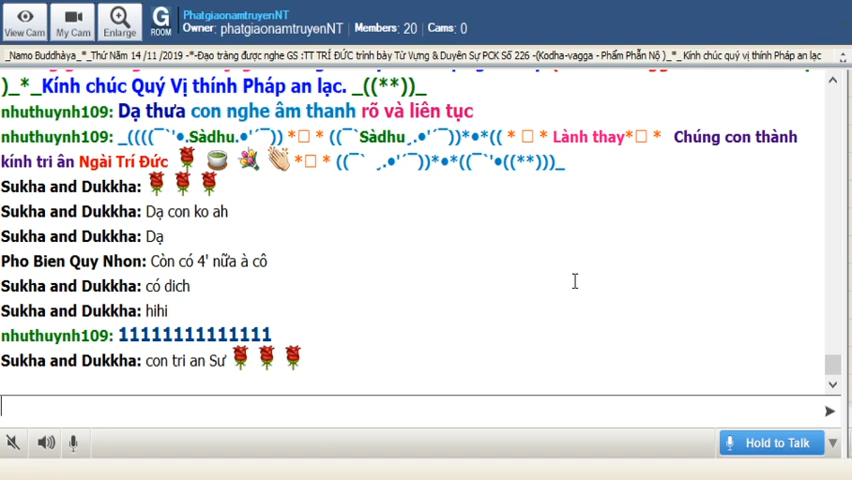 View Cam
My Cam
Enlarge
G
ROOM
PhatgiaonamtruyenNT
Owner: phatgiaonamtruyenNT Members: 20 Cams: 0
_Namo Buddhàya_*_Thứ Năm 14 /11 /2019 -*-Đạo tràng được nghe GS :TT TRÍ ĐỨC trình bày Từ Vựng & Duyên Sự PCK Số 226 -(Kodha-vagga - Phẩm Phẫn Nộ )_*_ Kính chúc quý vị thính Pháp an lạc
)_*_Kính chúc Quý Vị thính Pháp an lạc. _((**))_
nhuthuynh109: Dạ thưa con nghe âm thanh rõ và liên tục
nhuthuynh109: _((((¯`'•.Sàdhu.•'´¯)) *□ * ((¯`Sàdhu¸.•'´¯))*•*(( * □ * Lành thay*□ * Chúng con thành
kính tri ân Ngài Trí Đức 🌹 🍵 💐 👏 *□ * ((¯` ¸.•'´¯))*•*((¯`'•((**)))_
Sukha and Dukkha: 🌹 🌹 🌹
Sukha and Dukkha: Dạ con ko ah
Sukha and Dukkha: Dạ
Pho Bien Quy Nhon: Còn có 4' nữa à cô
Sukha and Dukkha: có dich
Sukha and Dukkha: hihi
nhuthuynh109: 11111111111111
Sukha and Dukkha: con tri an Sư 🌹 🌹 🌹
Hold to Talk